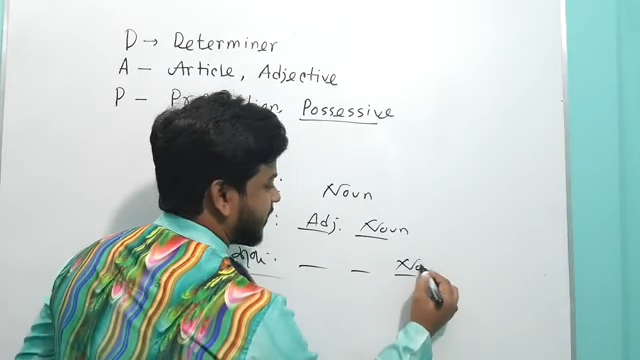 D → Determiner
A - Article, Adjective
P - Possessive
: Noun
: Adj. Noun
: _ _